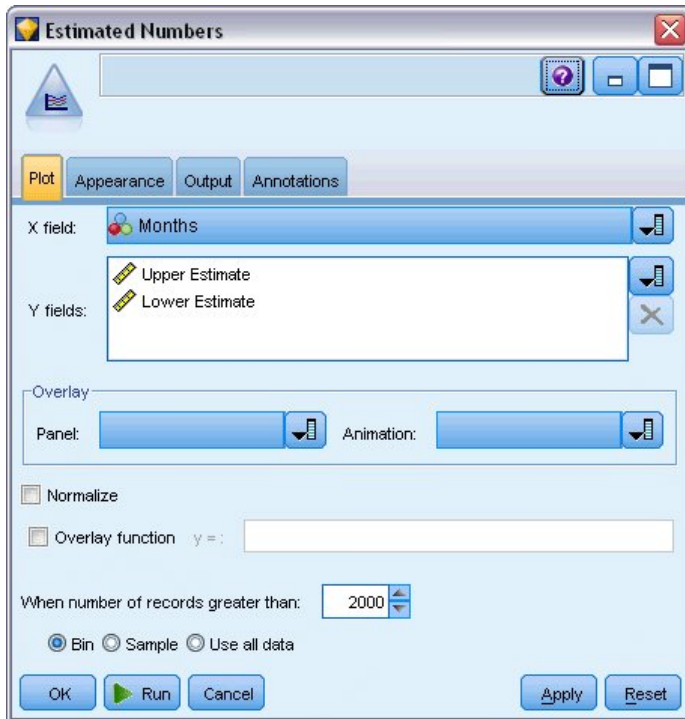 Estimated Numbers
?
Plot Appearance Output Annotations
X field: Months
Y fields: Upper Estimate
Lower Estimate
Overlay
Panel: Animation:
Normalize
Overlay function y = :
When number of records greater than: 2000
Bin Sample Use all data
OK Run Cancel Apply Reset